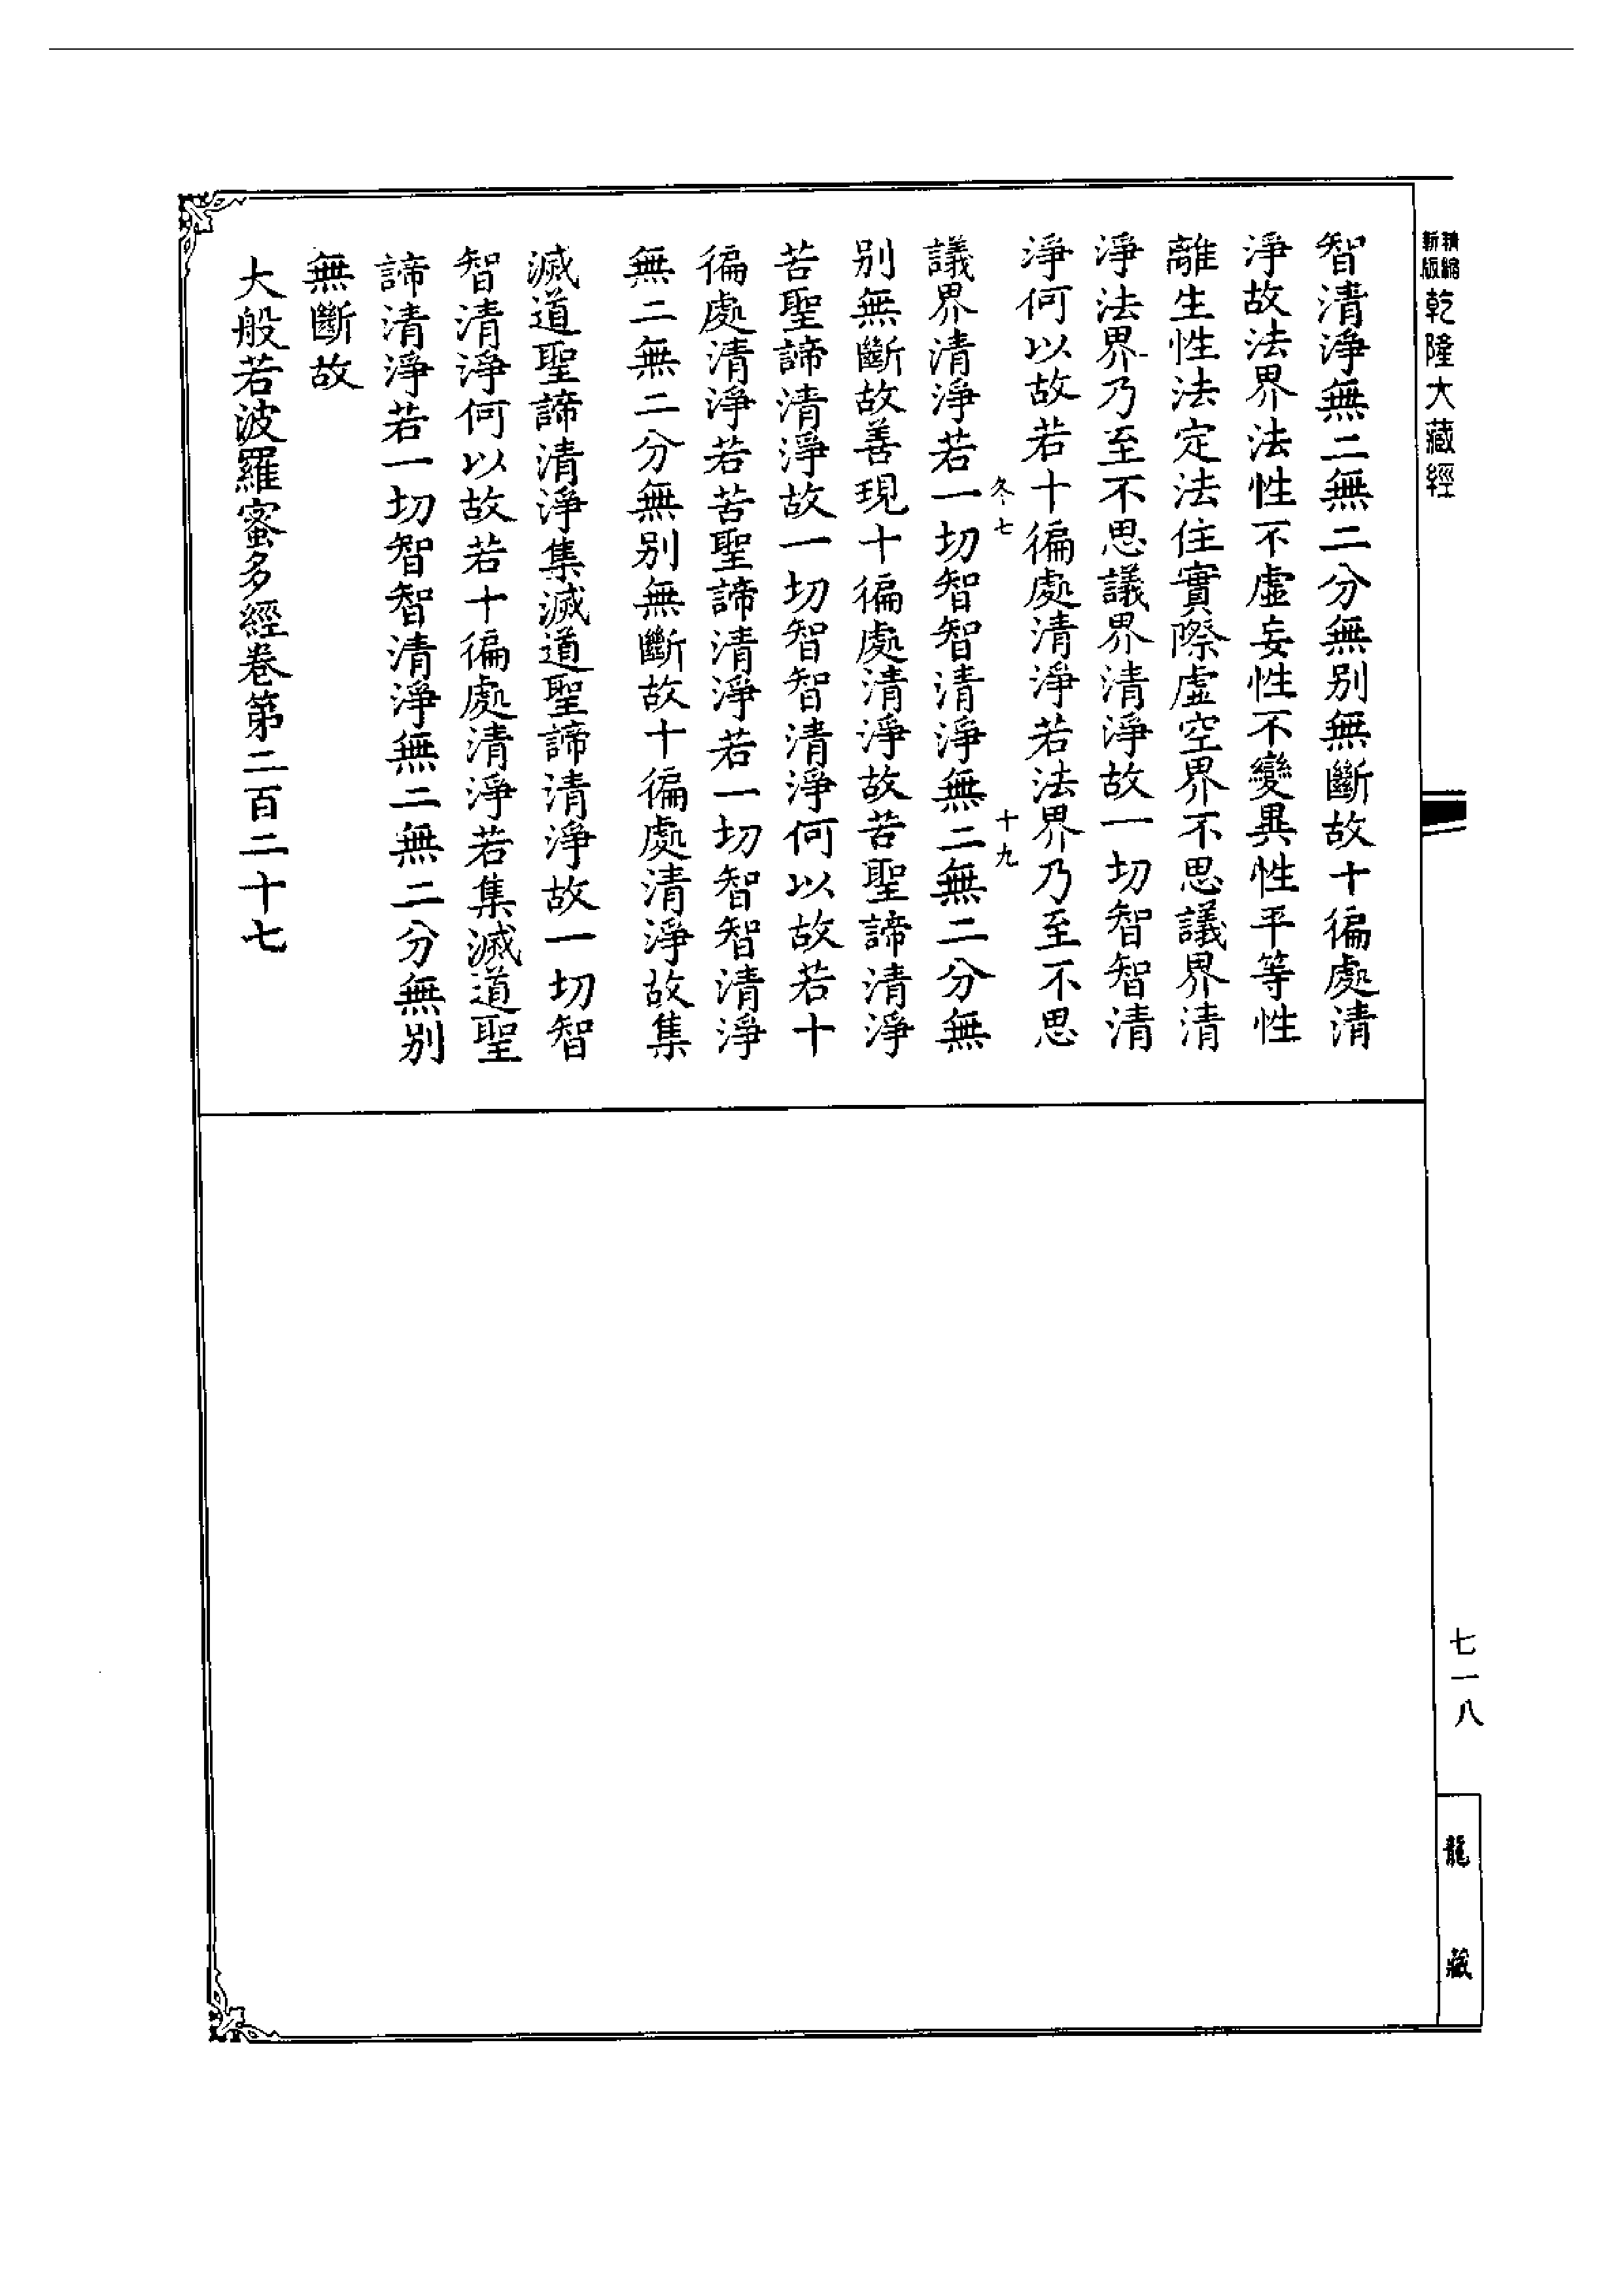 精縮
新版
乾隆大藏經
智清淨無二無二分無別無斷故十徧處清
淨故法界法性不虛妄性不變異性平等性
離生性法定法住實際虛空界不思議界清
淨法界乃至不思議界清淨故一切智智清
淨何以故若十徧處清淨若法界乃至不思
冬七
十九
議界清淨若一切智智清淨無二無二分無
別無斷故善現十徧處清淨故苦聖諦清淨
苦聖諦清淨故一切智智清淨何以故若十
徧處清淨若苦聖諦清淨若一切智智清淨
無二無二分無別無斷故十徧處清淨故集
滅道聖諦清淨集滅道聖諦清淨故一切智
智清淨何以故若十徧處清淨若集滅道聖
諦清淨若一切智智清淨無二無二分無別
無斷故
大般若波羅蜜多經卷第二百二十七
七一八
龍藏